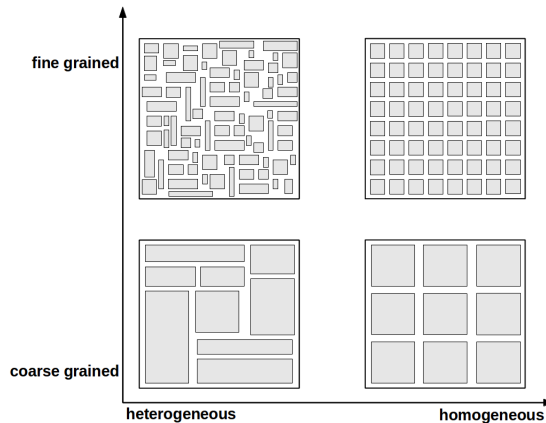 fine grained
coarse grained
heterogeneous
homogeneous